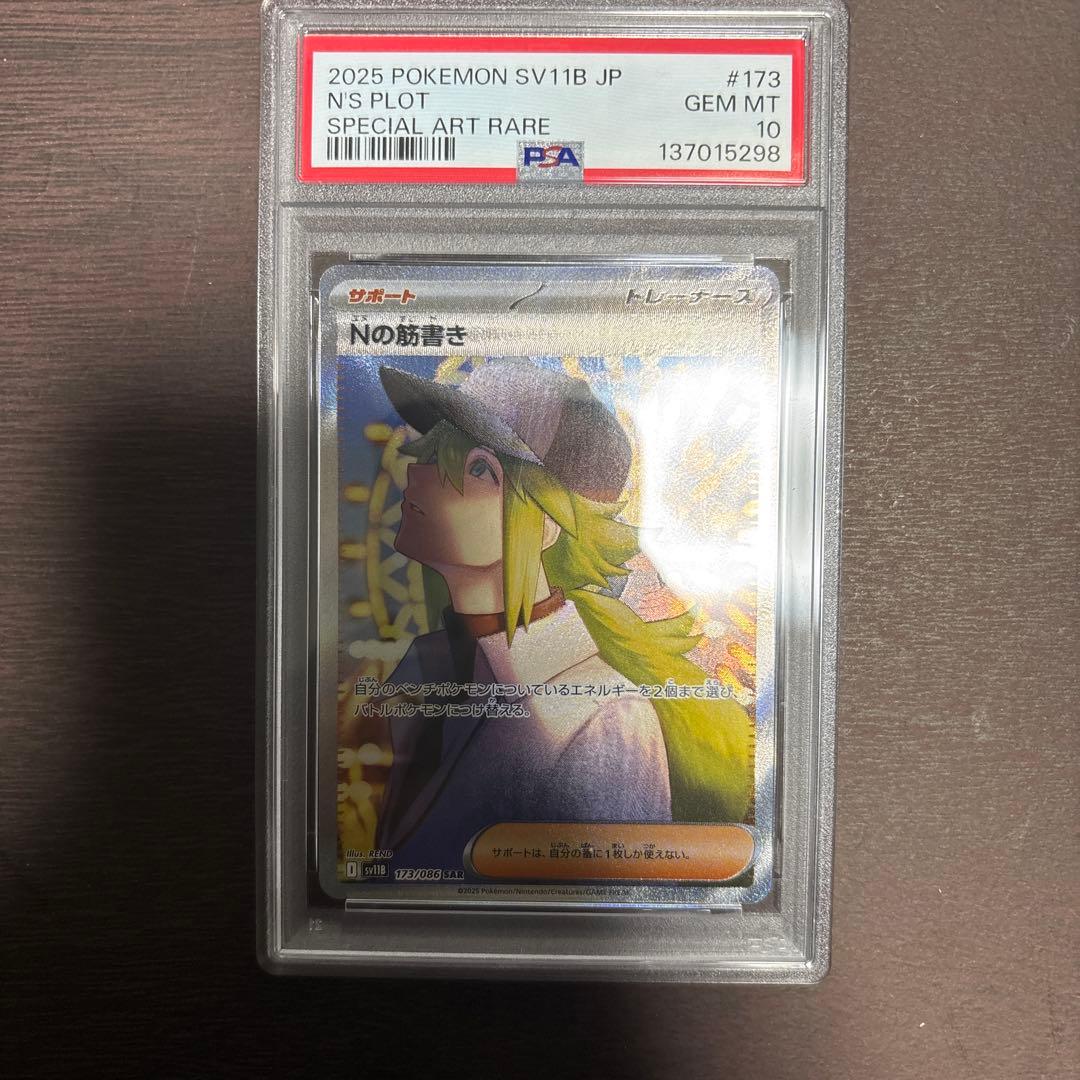 2025 POKEMON SV11B JP #173
N'S PLOT GEM MT
SPECIAL ART RARE 10
PSA 137015298
サポート トレーナーズ
Nの筋書き
自分のベンチポケモンについているエネルギーを2個まで選び、
バトルポケモンにつけ替える。
サポートは、自分の番に1枚しか使えない。
Illus. REND
I sv11B 173/086 SAR
©2025 Pokémon/Nintendo/Creatures/GAME FREAK